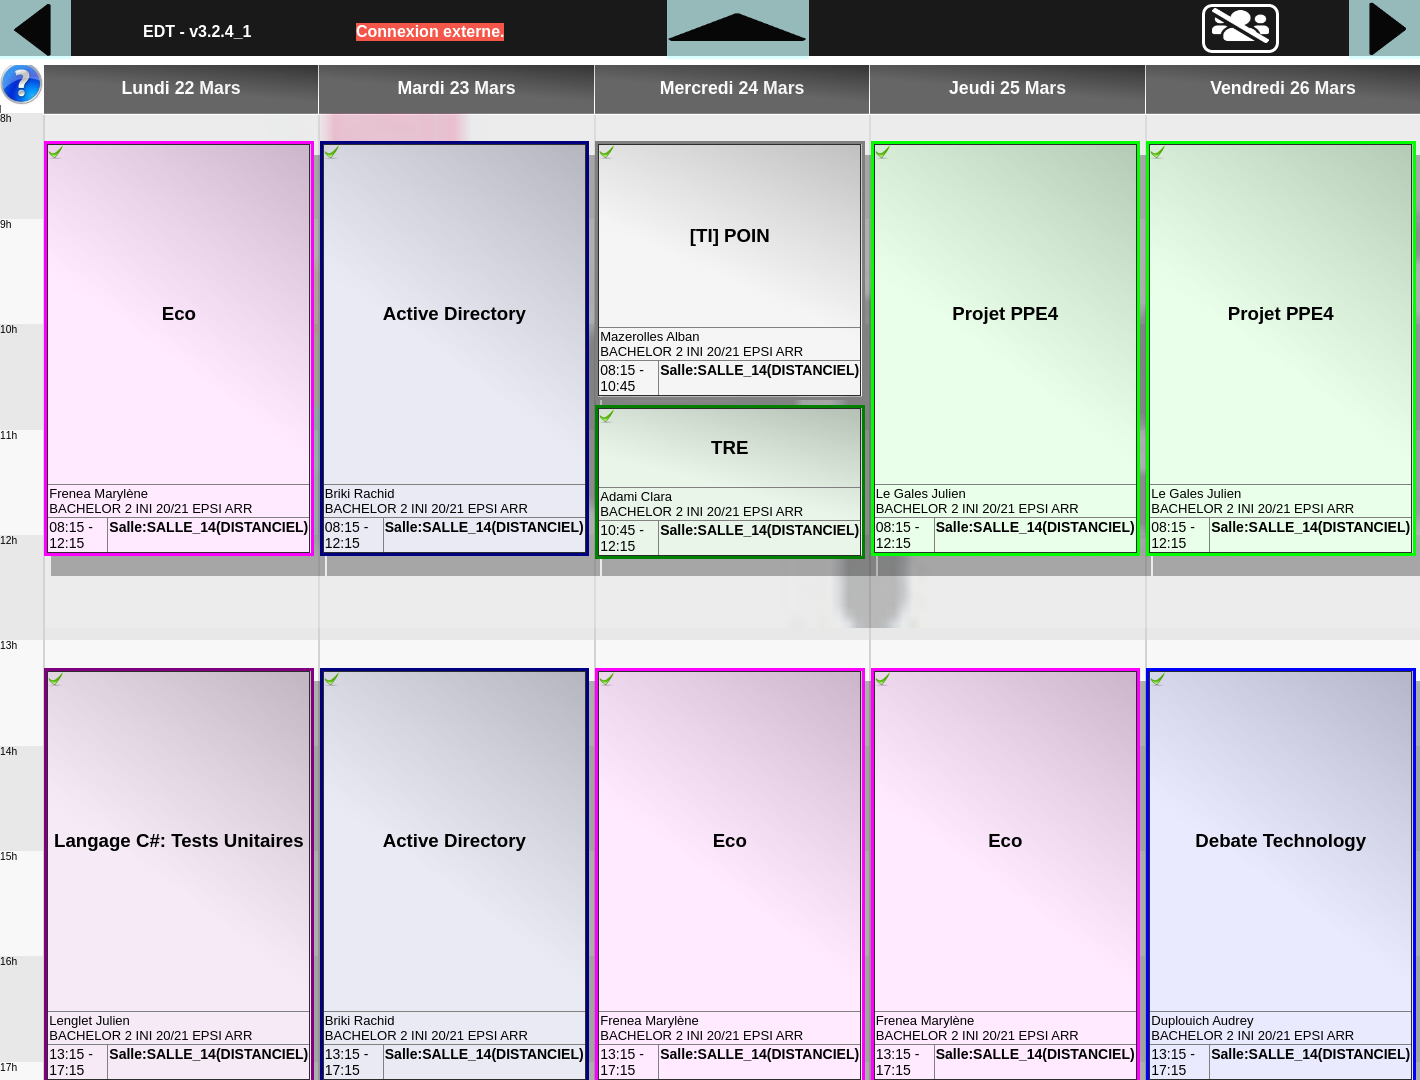 EDT - v3.2.4_1
Connexion externe.
Lundi 22 Mars
Mardi 23 Mars
Mercredi 24 Mars
Jeudi 25 Mars
Vendredi 26 Mars
8h
9h
10h
11h
12h
13h
14h
15h
16h
17h
Eco
Frenea Marylène
BACHELOR 2 INI 20/21 EPSI ARR
08:15 -
12:15
Salle:SALLE_14(DISTANCIEL)
Active Directory
Briki Rachid
BACHELOR 2 INI 20/21 EPSI ARR
08:15 -
12:15
Salle:SALLE_14(DISTANCIEL)
[TI] POIN
Mazerolles Alban
BACHELOR 2 INI 20/21 EPSI ARR
08:15 -
10:45
Salle:SALLE_14(DISTANCIEL)
TRE
Adami Clara
BACHELOR 2 INI 20/21 EPSI ARR
10:45 -
12:15
Salle:SALLE_14(DISTANCIEL)
Projet PPE4
Le Gales Julien
BACHELOR 2 INI 20/21 EPSI ARR
08:15 -
12:15
Salle:SALLE_14(DISTANCIEL)
Projet PPE4
Le Gales Julien
BACHELOR 2 INI 20/21 EPSI ARR
08:15 -
12:15
Salle:SALLE_14(DISTANCIEL)
Langage C#: Tests Unitaires
Lenglet Julien
BACHELOR 2 INI 20/21 EPSI ARR
13:15 -
17:15
Salle:SALLE_14(DISTANCIEL)
Active Directory
Briki Rachid
BACHELOR 2 INI 20/21 EPSI ARR
13:15 -
17:15
Salle:SALLE_14(DISTANCIEL)
Eco
Frenea Marylène
BACHELOR 2 INI 20/21 EPSI ARR
13:15 -
17:15
Salle:SALLE_14(DISTANCIEL)
Eco
Frenea Marylène
BACHELOR 2 INI 20/21 EPSI ARR
13:15 -
17:15
Salle:SALLE_14(DISTANCIEL)
Debate Technology
Duplouich Audrey
BACHELOR 2 INI 20/21 EPSI ARR
13:15 -
17:15
Salle:SALLE_14(DISTANCIEL)